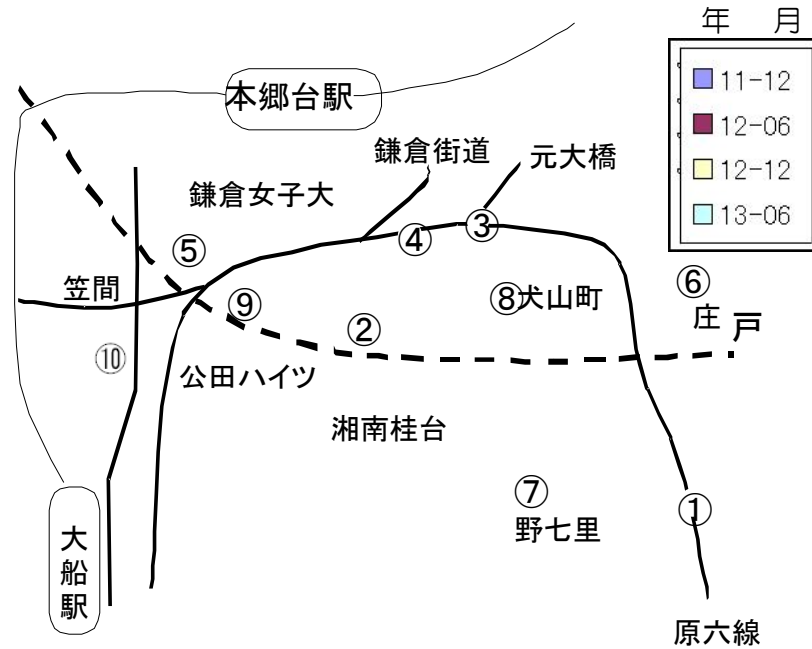 年 月
11-12
12-06
12-12
13-06
本郷台駅
鎌倉街道
元大橋
鎌倉女子大
③
④
⑤
⑥
笠間
⑨
⑧犬山町
庄戸
②
⑩
公田ハイツ
湘南桂台
⑦
野七里
①
大船駅
原六線